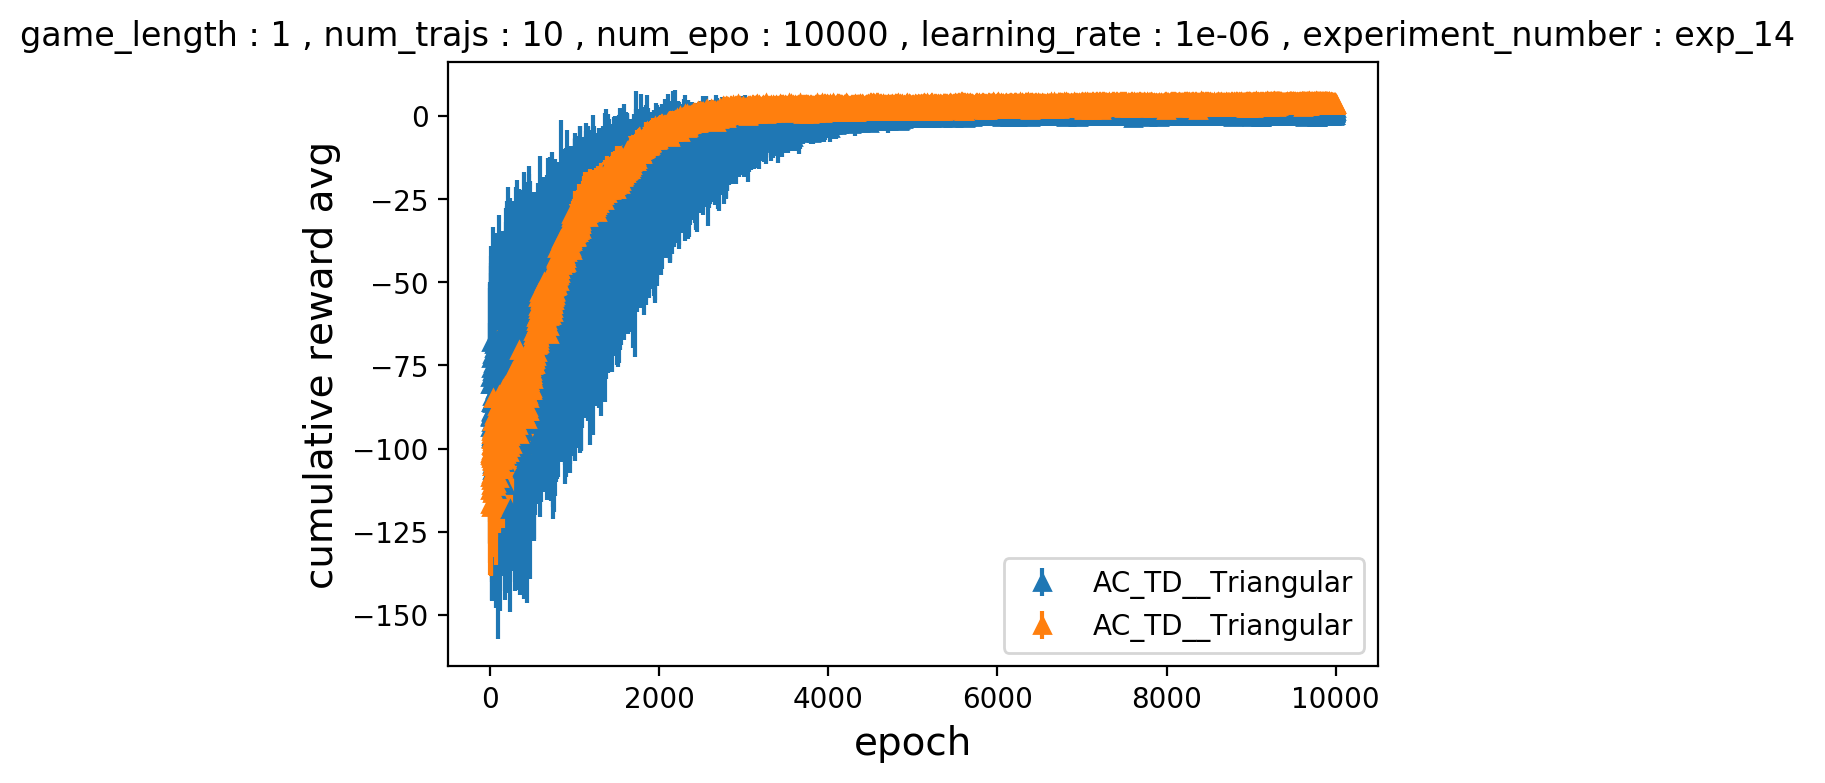 game_length : 1 , num_trajs : 10 , num_epo : 10000 , learning_rate : 1e-06 , experiment_number : exp_14
cumulative reward avg
0
−25
−50
−75
−100
−125
−150
AC_TD__Triangular
AC_TD__Triangular
0 2000 4000 6000 8000 10000
epoch